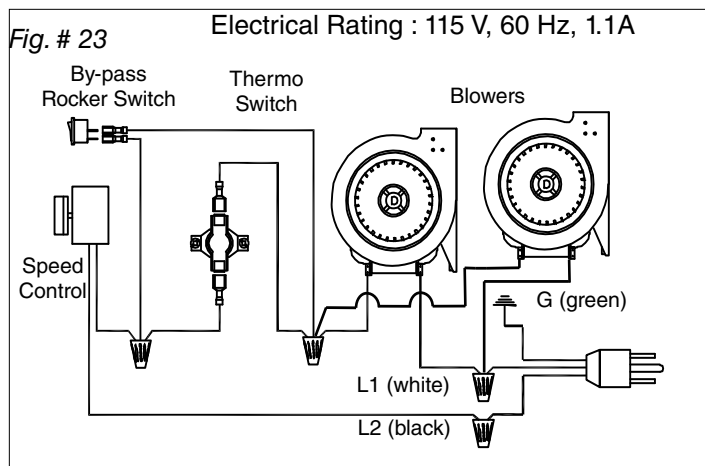 Fig. # 23
Electrical Rating : 115 V, 60 Hz, 1.1A
By-pass
Rocker Switch
Thermo
Switch
Blowers
D
D
Speed
Control
G (green)
L1 (white)
L2 (black)